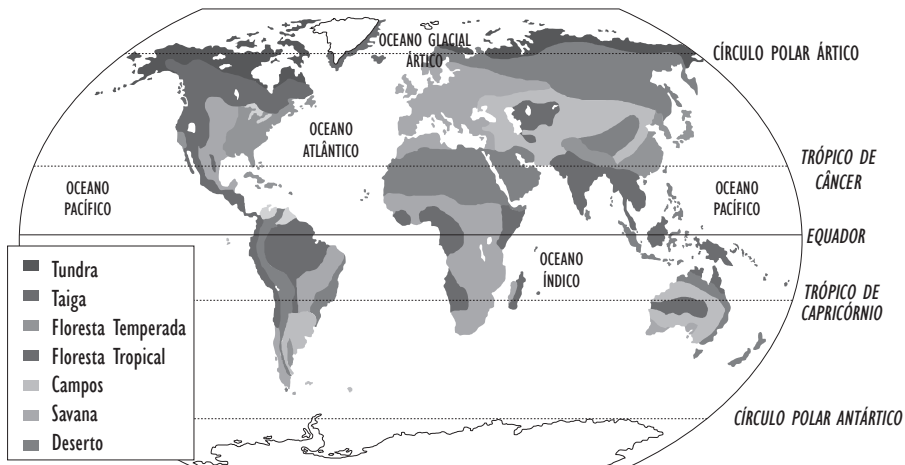 OCEANO GLACIAL
ÁRTICO
CÍRCULO POLAR ÁRTICO
OCEANO
ATLÂNTICO
TRÓPICO DE
CÂNCER
OCEANO
PACÍFICO
OCEANO
PACÍFICO
EQUADOR
OCEANO
ÍNDICO
TRÓPICO DE
CAPRICÓRNIO
CÍRCULO POLAR ANTÁRTICO
Tundra
Taiga
Floresta Temperada
Floresta Tropical
Campos
Savana
Deserto